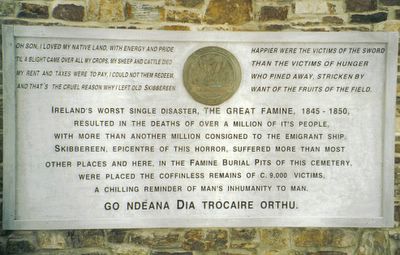 OH SON, I LOVED MY NATIVE LAND, WITH ENERGY AND PRIDE
TIL A BLIGHT CAME OVER ALL MY CROPS, MY SHEEP AND CATTLE DIED
MY RENT AND TAXES WERE TO PAY, I COULD NOT THEM REDEEM,
AND THAT'S THE CRUEL REASON WHY I LEFT OLD SKIBBEREEN.
HAPPIER WERE THE VICTIMS OF THE SWORD
THAN THE VICTIMS OF HUNGER
WHO PINED AWAY, STRICKEN BY
WANT OF THE FRUITS OF THE FIELD.
IRELAND'S WORST SINGLE DISASTER, THE GREAT FAMINE, 1845 - 1850,
RESULTED IN THE DEATHS OF OVER A MILLION OF IT'S PEOPLE,
WITH MORE THAN ANOTHER MILLION CONSIGNED TO THE EMIGRANT SHIP.
SKIBBEREEN, EPICENTRE OF THIS HORROR, SUFFERED MORE THAN MOST
OTHER PLACES AND HERE, IN THE FAMINE BURIAL PITS OF THIS CEMETERY,
WERE PLACED THE COFFINLESS REMAINS OF C. 9,000 VICTIMS,
A CHILLING REMINDER OF MAN'S INHUMANITY TO MAN.
GO NDÉANA DIA TRÓCAIRE ORTHU.